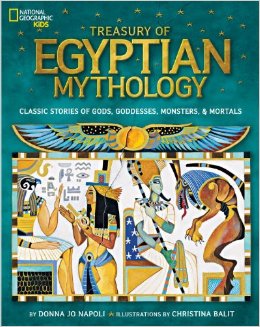 NATIONAL GEOGRAPHIC
KIDS
TREASURY OF
EGYPTIAN
MYTHOLOGY
CLASSIC STORIES OF GODS, GODDESSES, MONSTERS, & MORTALS
BY DONNA JO NAPOLI • ILLUSTRATIONS BY CHRISTINA BALIT